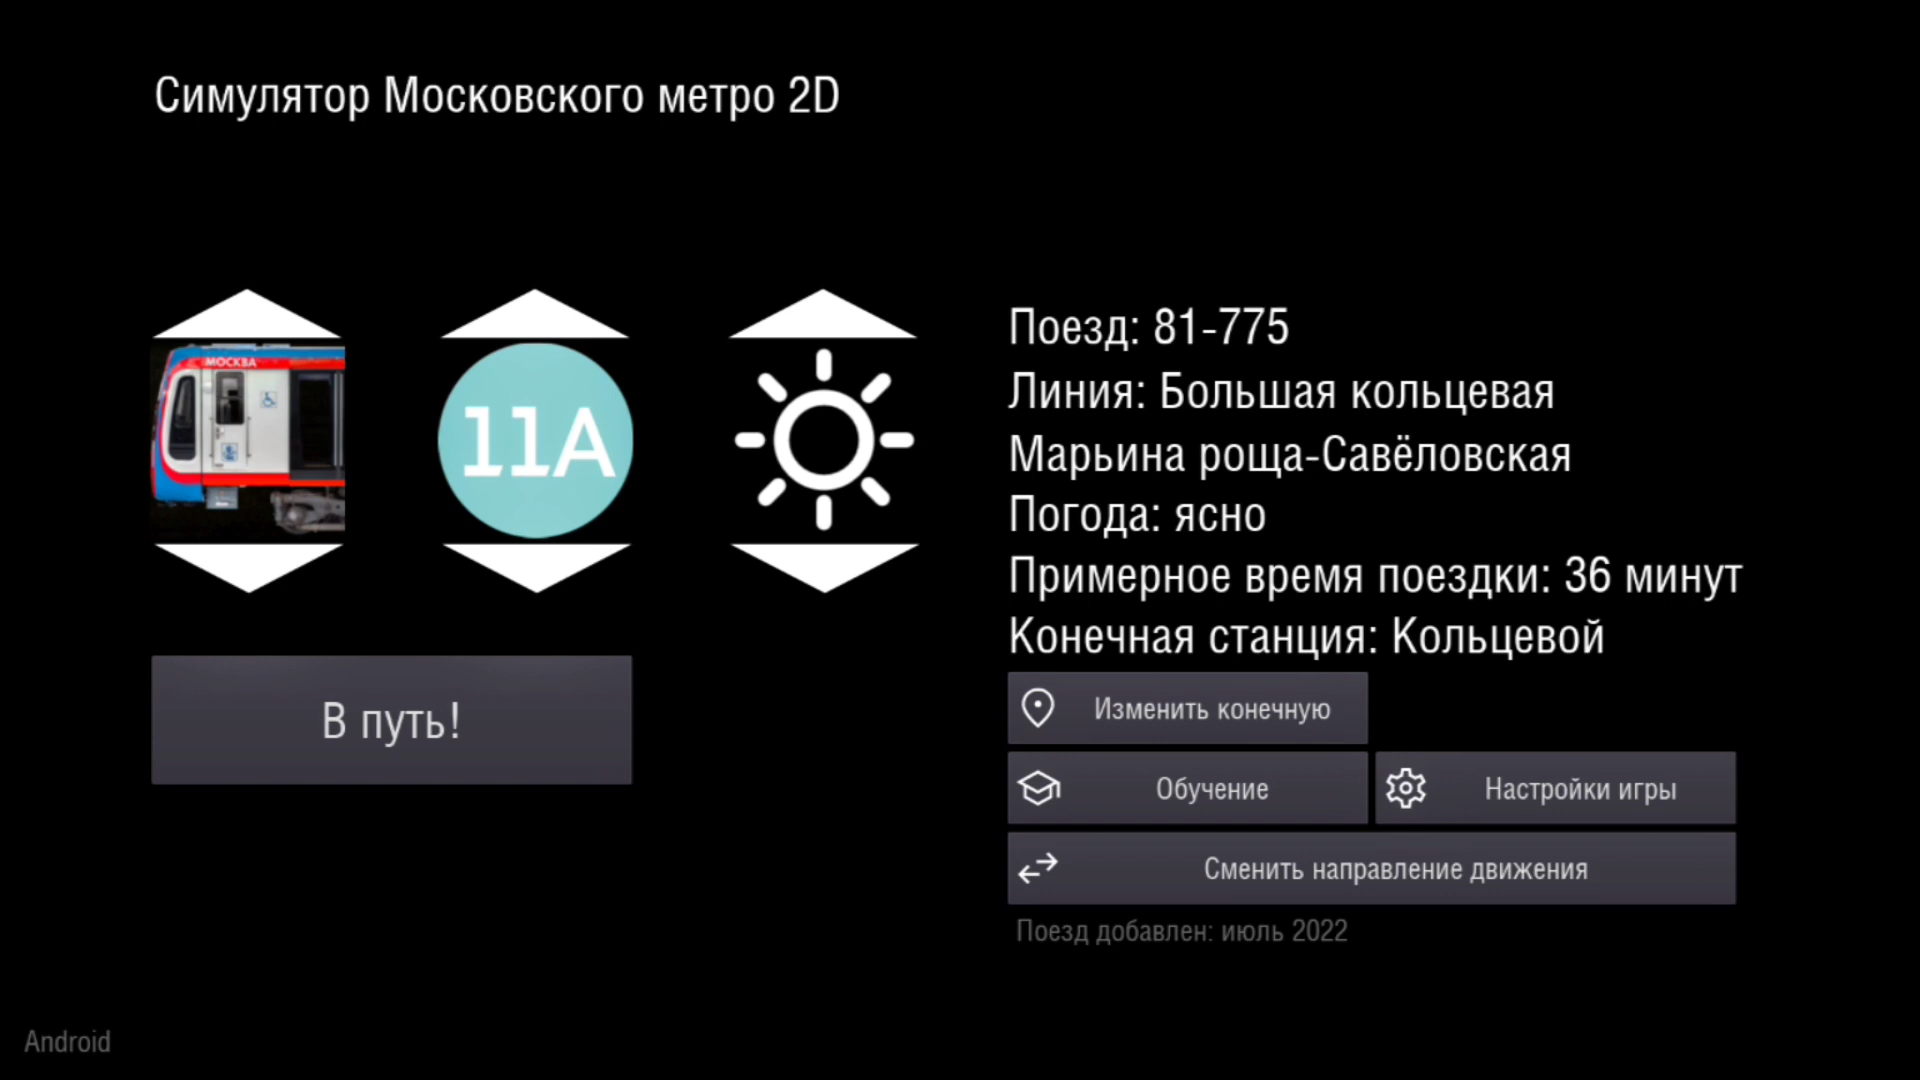 Симулятор Московского метро 2D
МОСКВА
11А
Поезд: 81-775
Линия: Большая кольцевая
Марьина роща-Савёловская
Погода: ясно
Примерное время поездки: 36 минут
Конечная станция: Кольцевой
В путь!
Изменить конечную
Обучение
Настройки игры
Сменить направление движения
Поезд добавлен: июль 2022
Android